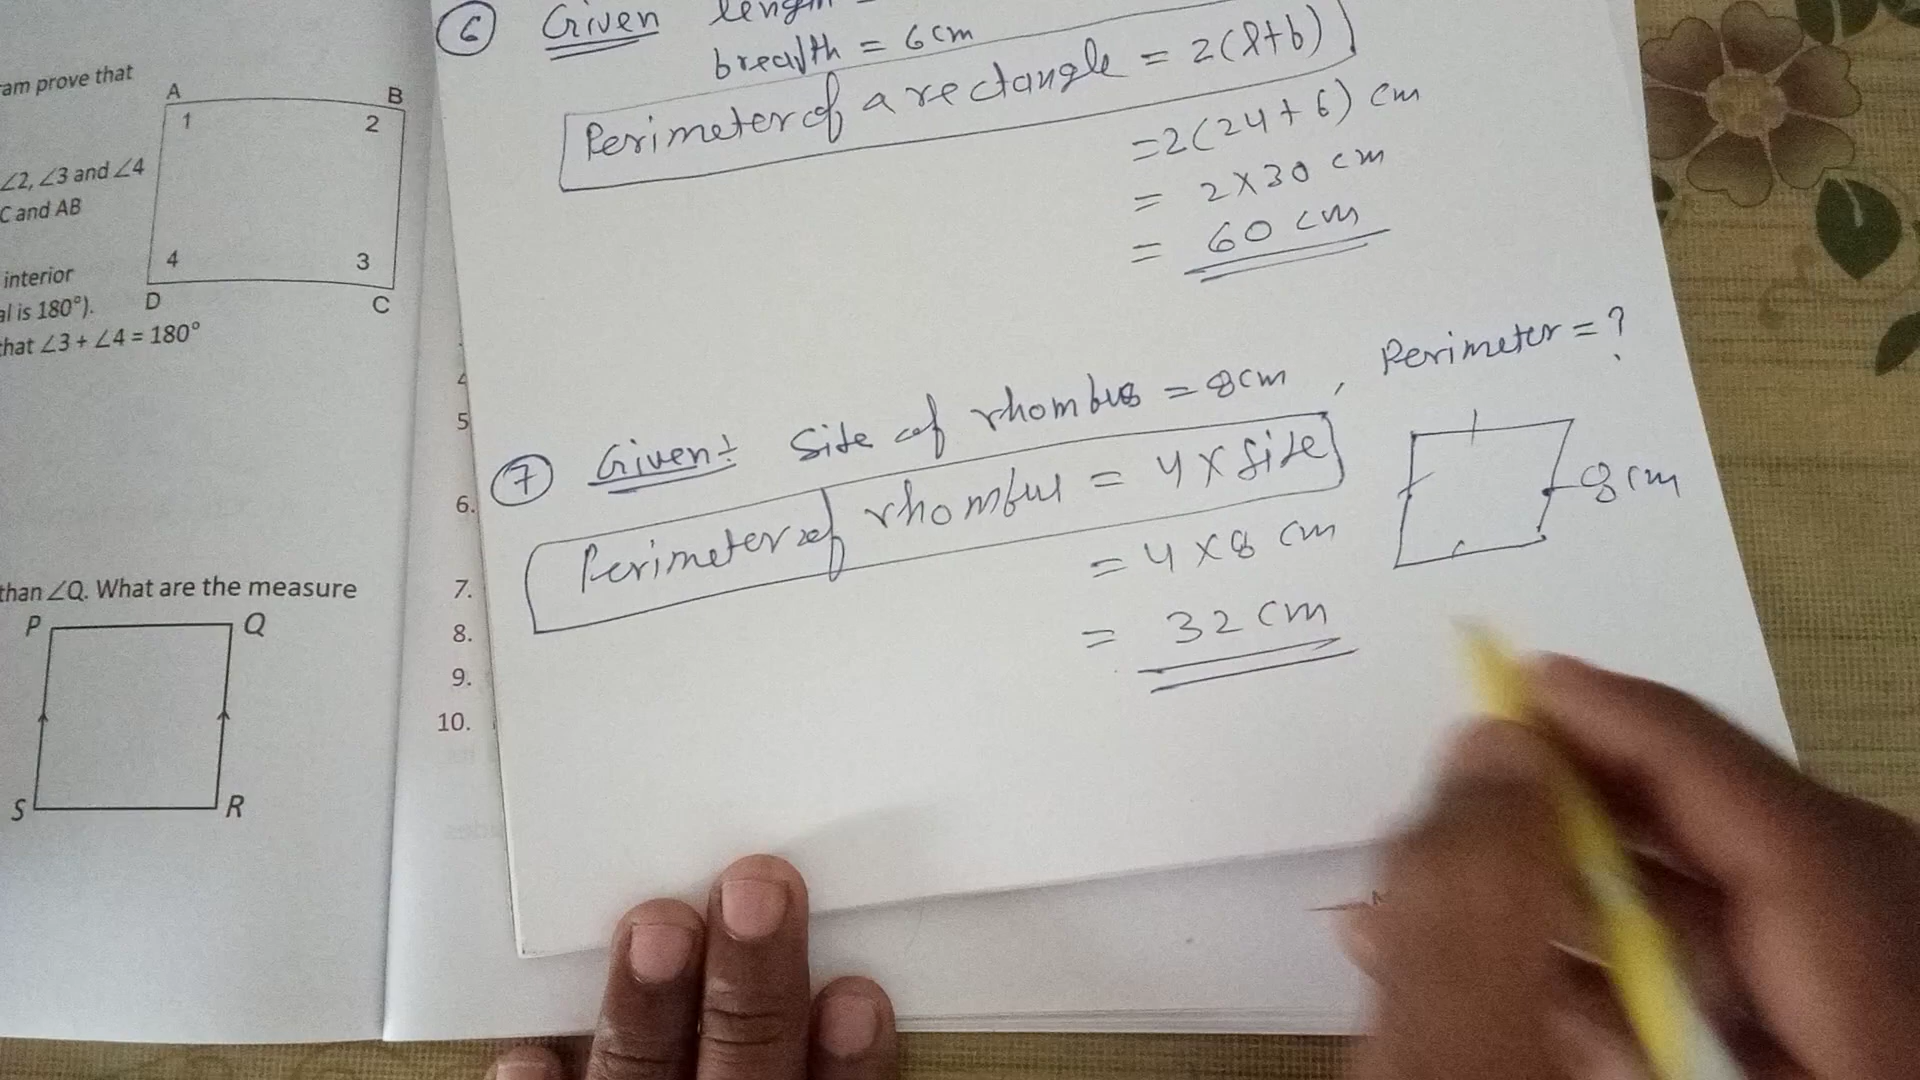 am prove that
A
B
1
2
∠2, ∠3 and ∠4
C and AB
4
3
interior
al is 180°).
D
C
that ∠3 + ∠4 = 180°
than ∠Q. What are the measure
P
Q
S
R
5
6.
7.
8.
9.
10.
6 Given length
breadth = 6cm
Perimeter of a rectangle = 2(l+b)
=2(24+6) cm
= 2×30 cm
= 60 cm
7 Given:- Side of rhombus = 8cm , Perimeter = ?
Perimeter of rhombus = 4×Side
8cm
= 4×8 cm
= 32 cm